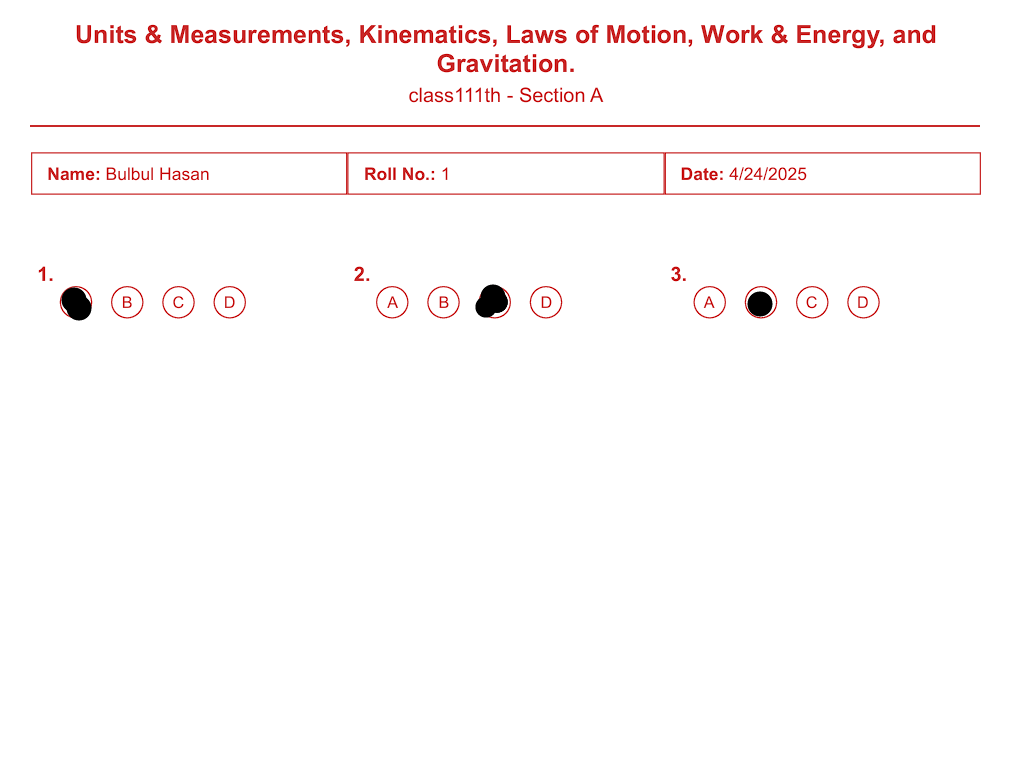 Units & Measurements, Kinematics, Laws of Motion, Work & Energy, and
Gravitation.
class111th - Section A
Name: Bulbul Hasan Roll No.: 1 Date: 4/24/2025
1. 2. 3.
B C D A B D A C D